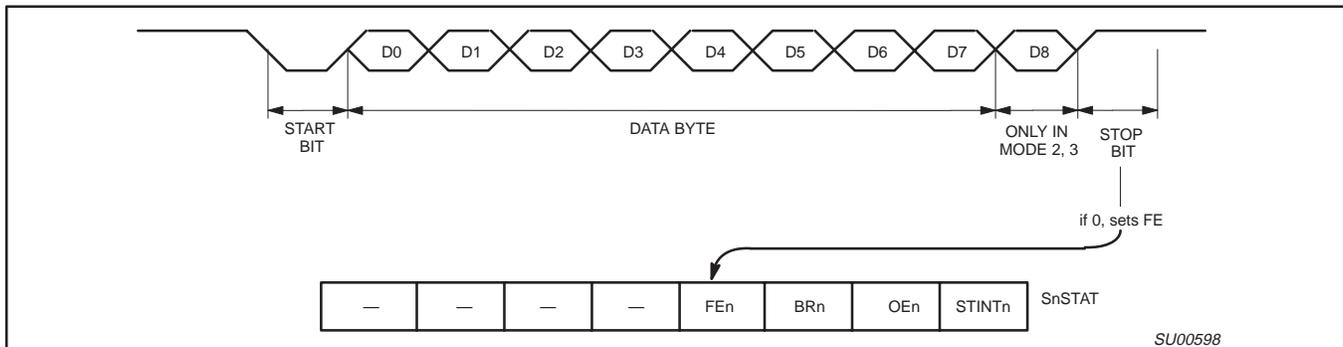 D0 D1 D2 D3 D4 D5 D6 D7 D8
START
BIT
DATA BYTE
ONLY IN
MODE 2, 3
STOP
BIT
if 0, sets FE
— — — — FEn BRn OEn STINTn SnSTAT
SU00598